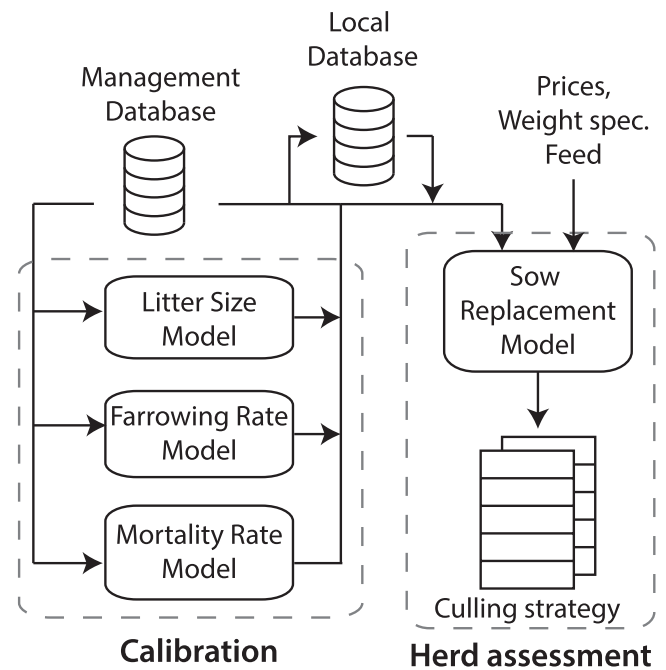 Local
Database
Management
Database
Prices,
Weight spec.
Feed
Litter Size
Model
Farrowing Rate
Model
Mortality Rate
Model
Calibration
Sow
Replacement
Model
Culling strategy
Herd assessment